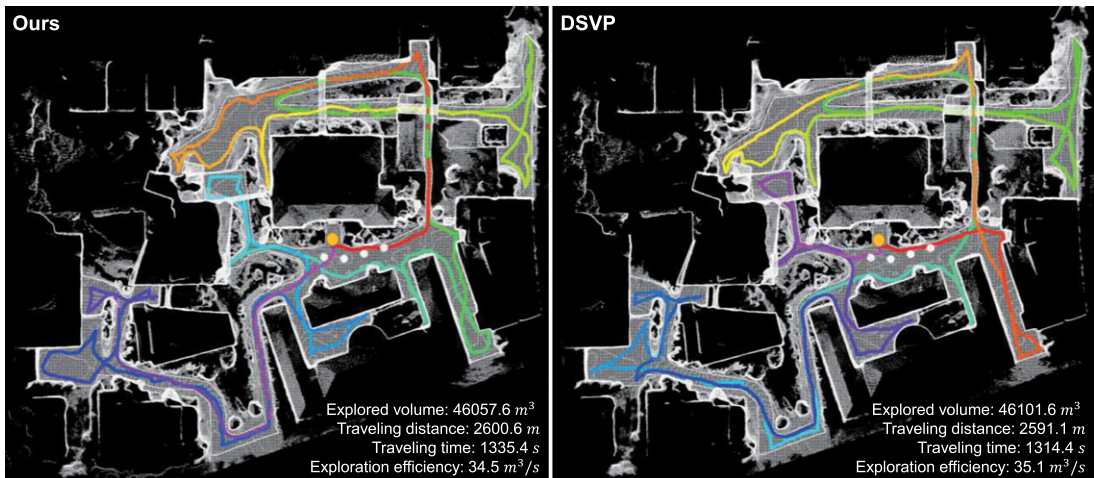 Ours
Explored volume: 46057.6 m³
Traveling distance: 2600.6 m
Traveling time: 1335.4 s
Exploration efficiency: 34.5 m³/s
DSVP
Explored volume: 46101.6 m³
Traveling distance: 2591.1 m
Traveling time: 1314.4 s
Exploration efficiency: 35.1 m³/s